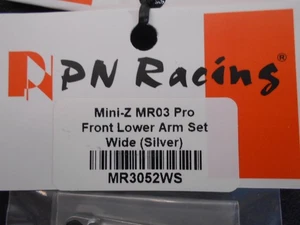 PN Racing®
Mini-Z MR03 Pro
Front Lower Arm Set
Wide (Silver)
MR3052WS